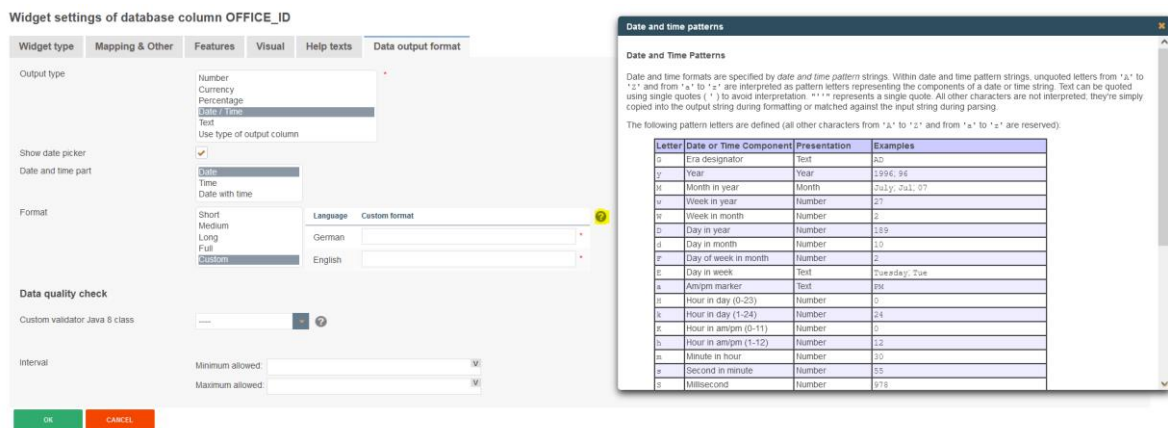 Widget settings of database column OFFICE_ID
Widget type Mapping & Other Features Visual Help texts Data output format
Output type
Number
Currency
Percentage
Date / Time
Text
Use type of output column
*
Show date picker
Date and time part
Date
Time
Date with time
Format
Short
Medium
Long
Full
Custom
Language Custom format
German *
English *
?
Data quality check
Custom validator Java 8 class
----- ?
Interval
Minimum allowed: V
Maximum allowed: V
OK CANCEL
Date and time patterns
Date and Time Patterns
Date and time formats are specified by date and time pattern strings. Within date and time pattern strings, unquoted letters from 'A' to
'Z' and from 'a' to 'z' are interpreted as pattern letters representing the components of a date or time string. Text can be quoted
using single quotes (') to avoid interpretation. "''" represents a single quote. All other characters are not interpreted; they're simply
copied into the output string during formatting or matched against the input string during parsing.
The following pattern letters are defined (all other characters from 'A' to 'Z' and from 'a' to 'z' are reserved):
Letter Date or Time Component Presentation Examples
G Era designator Text AD
y Year Year 1996; 96
M Month in year Month July; Jul; 07
w Week in year Number 27
W Week in month Number 2
D Day in year Number 189
d Day in month Number 10
F Day of week in month Number 2
E Day in week Text Tuesday; Tue
a Am/pm marker Text PM
H Hour in day (0-23) Number 0
k Hour in day (1-24) Number 24
K Hour in am/pm (0-11) Number 0
h Hour in am/pm (1-12) Number 12
m Minute in hour Number 30
s Second in minute Number 55
S Millisecond Number 978